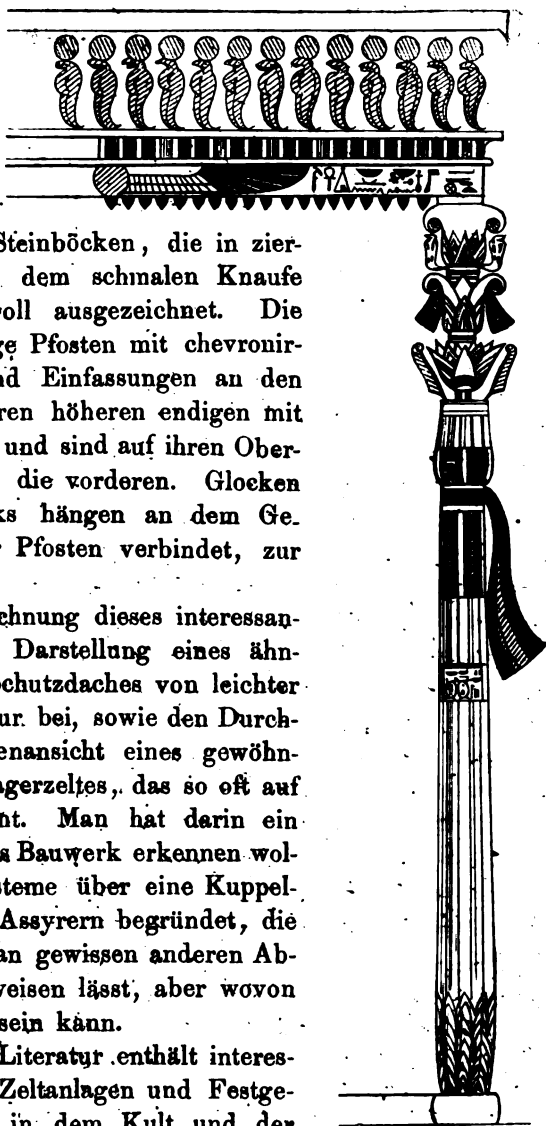 Steinböcken, die in zier-
dem schmalen Knaufe
voll ausgezeichnet. Die
ge Pfosten mit chevronir-
nd Einfassungen an den
ren höheren endigen mit
und sind auf ihren Ober-
die vorderen. Glocken
ks hängen an dem Ge-
r Pfosten verbindet, zur
chnung dieses interessan-
Darstellung eines ähn-
chutzdaches von leichter
ur bei, sowie den Durch-
enansicht eines gewöhn-
agerzeltes, das so oft auf
nt. Man hat darin ein
s Bauwerk erkennen wol-
steme über eine Kuppel-
Assyrern begründet, die
an gewissen anderen Ab-
weisen lässt, aber wovon
sein kann.
Literatur enthält interes-
Zeltanlagen und Festge-
in dem Kult und der